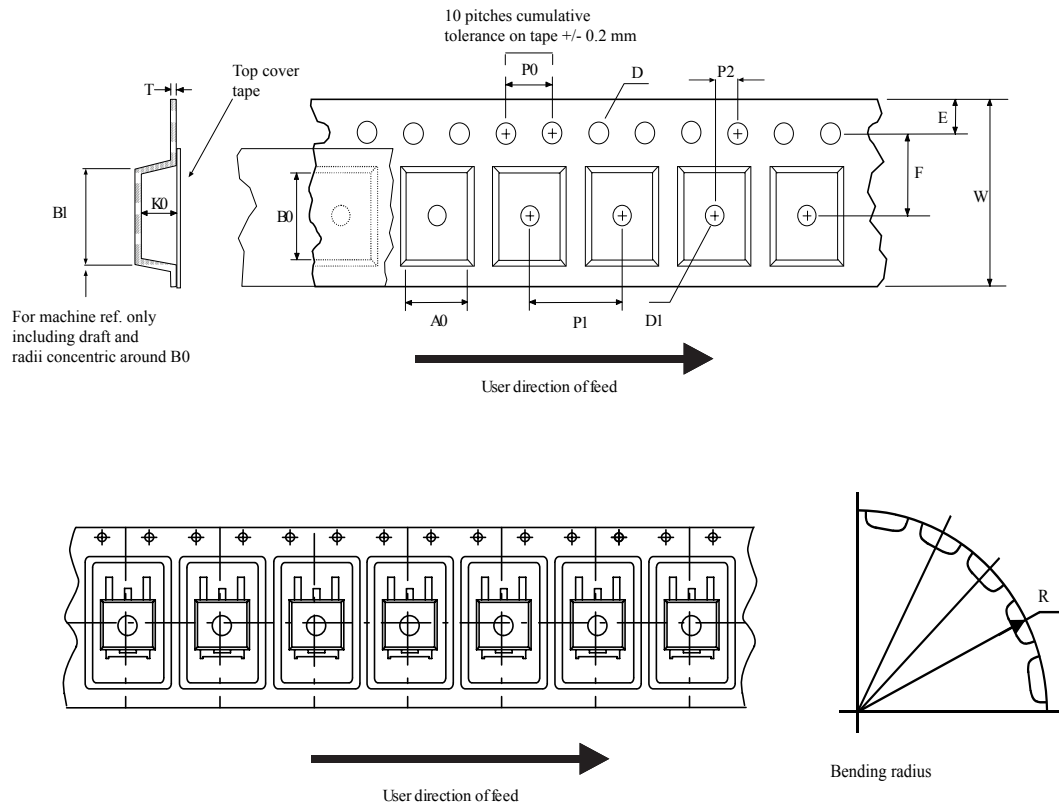 10 pitches cumulative
tolerance on tape +/- 0.2 mm
P0
D
P2
T
Top cover
tape
E
F
W
K0
B1
B0
For machine ref. only
including draft and
radii concentric around B0
A0
P1
D1
User direction of feed
R
Bending radius
User direction of feed